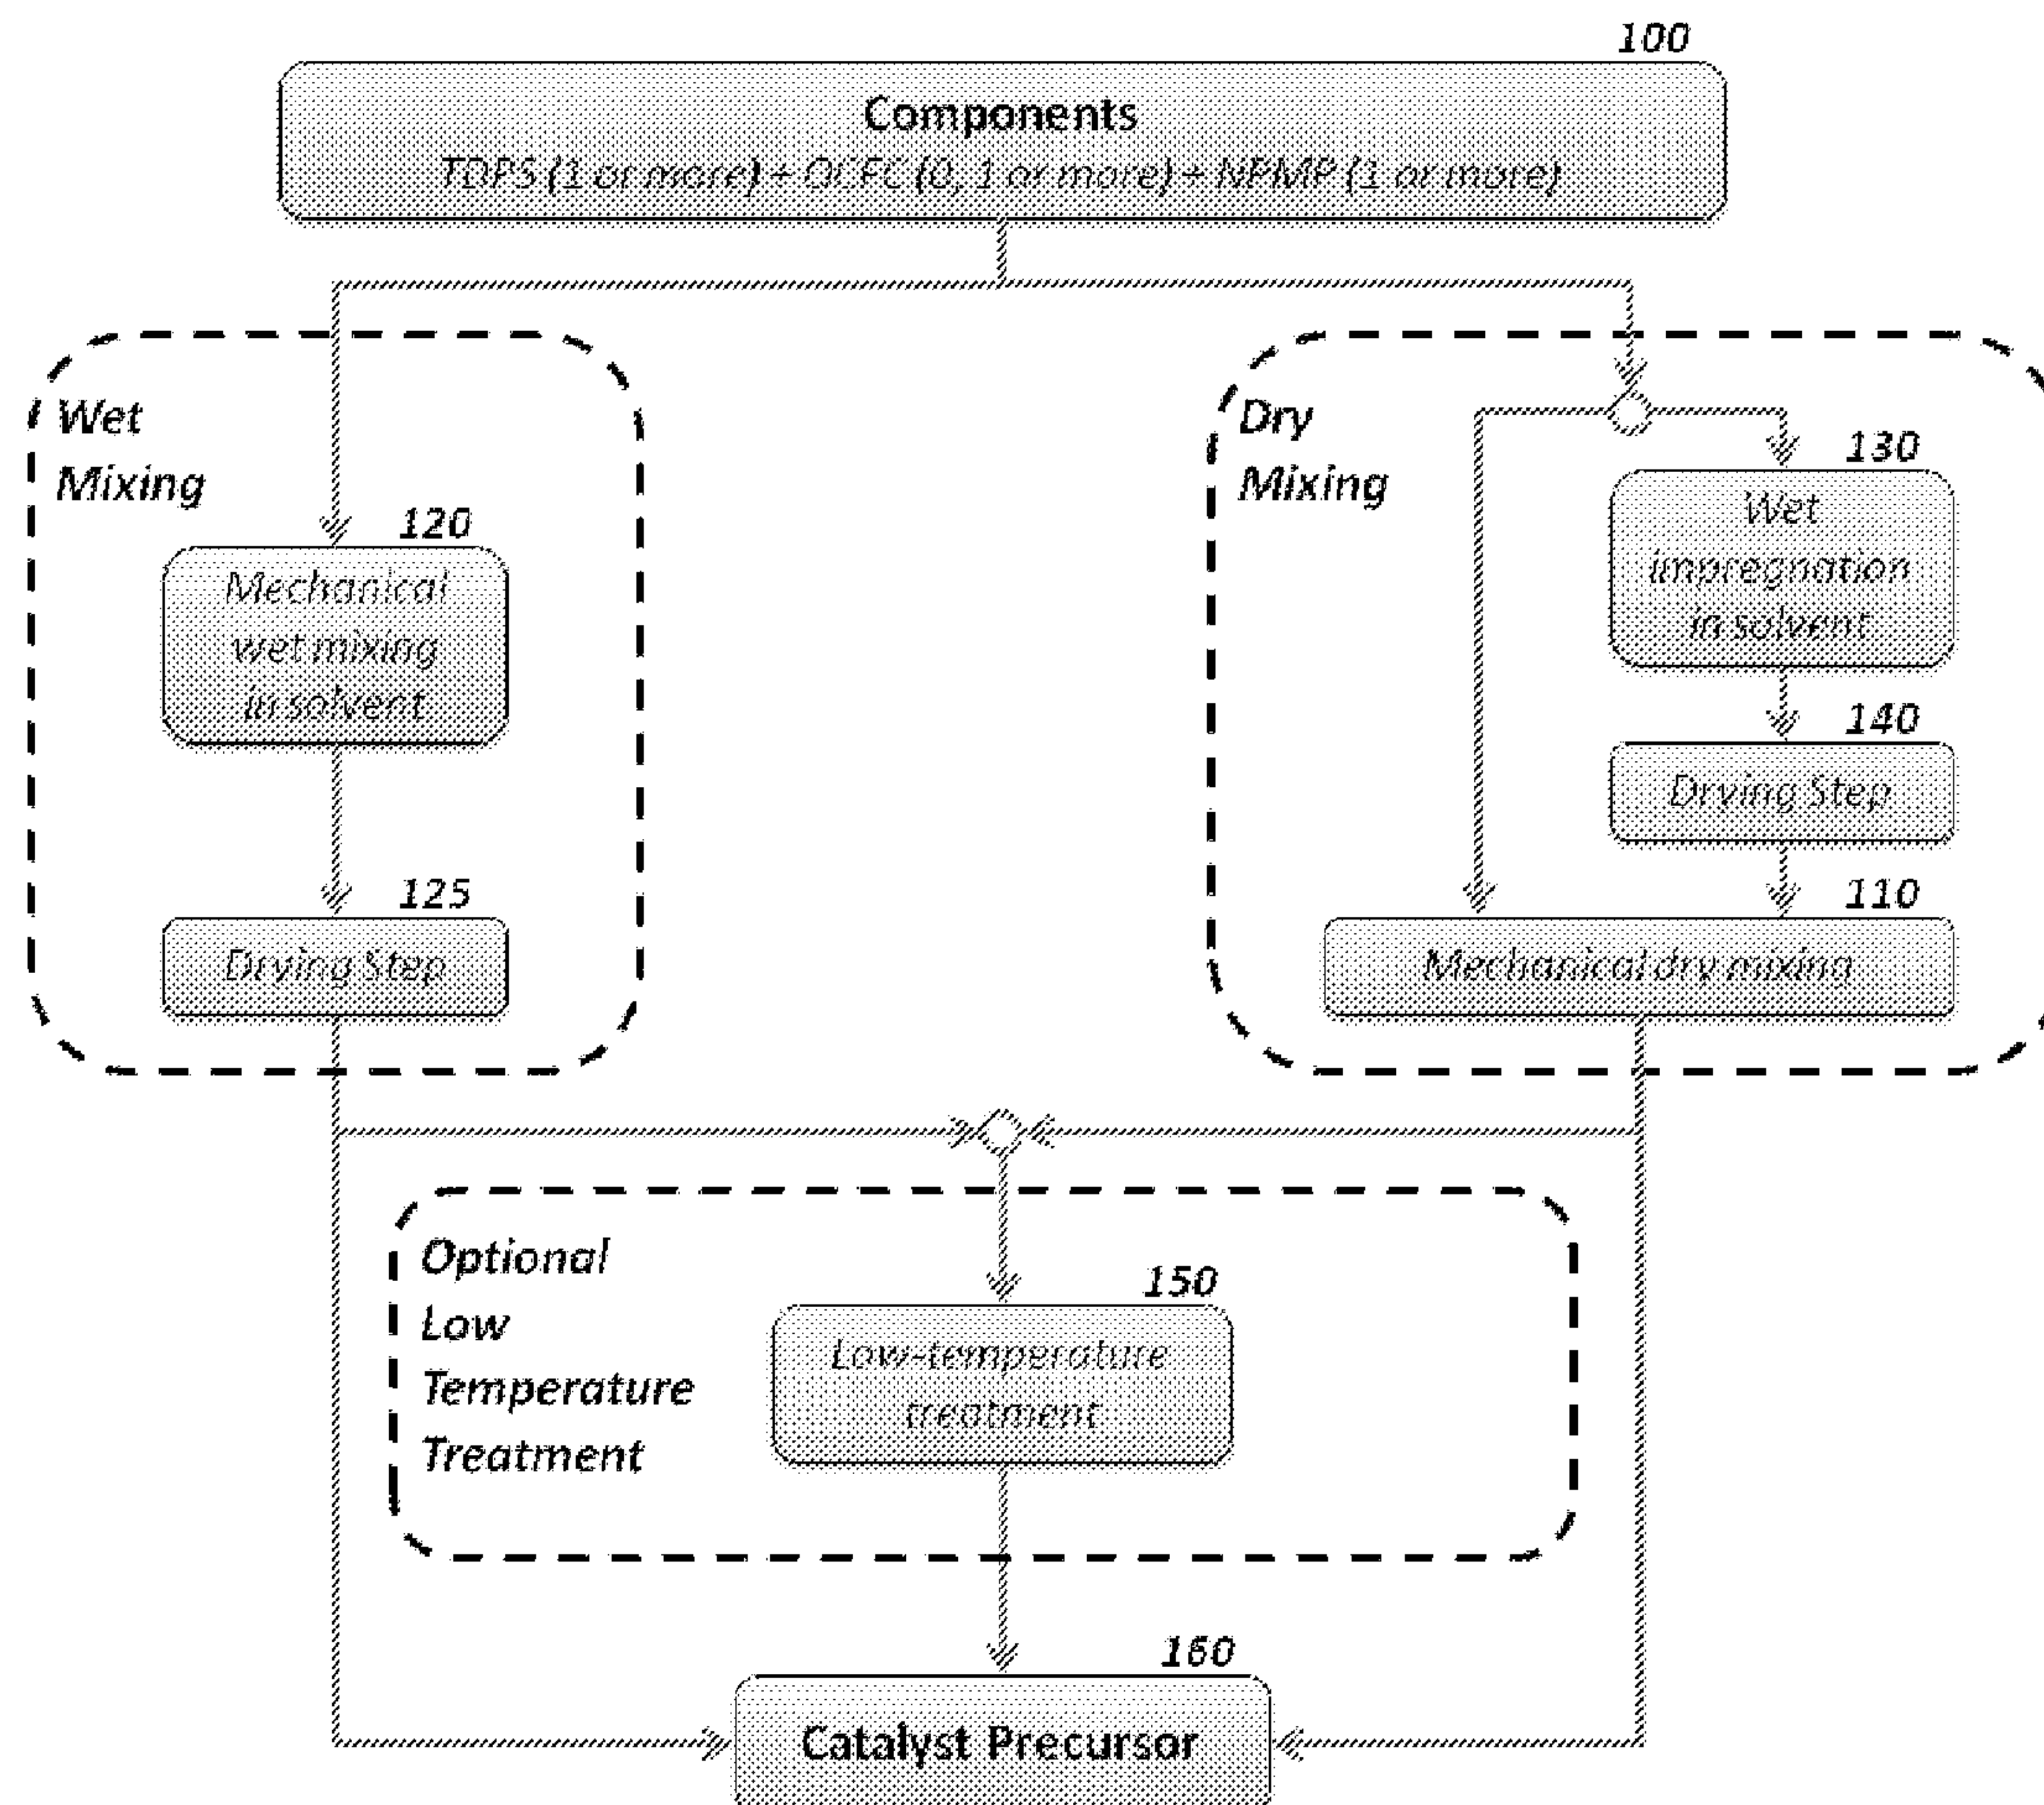 100
Components
TDPS (1 or more) + OCFC (0, 1 or more) + NPMP (1 or more)
Wet
Mixing
120
Mechanical
wet mixing
in solvent
125
Drying Step
Dry
Mixing
130
Wet
impregnation
in solvent
140
Drying Step
110
Mechanical dry mixing
Optional
Low
Temperature
Treatment
150
Low-temperature
treatment
160
Catalyst Precursor